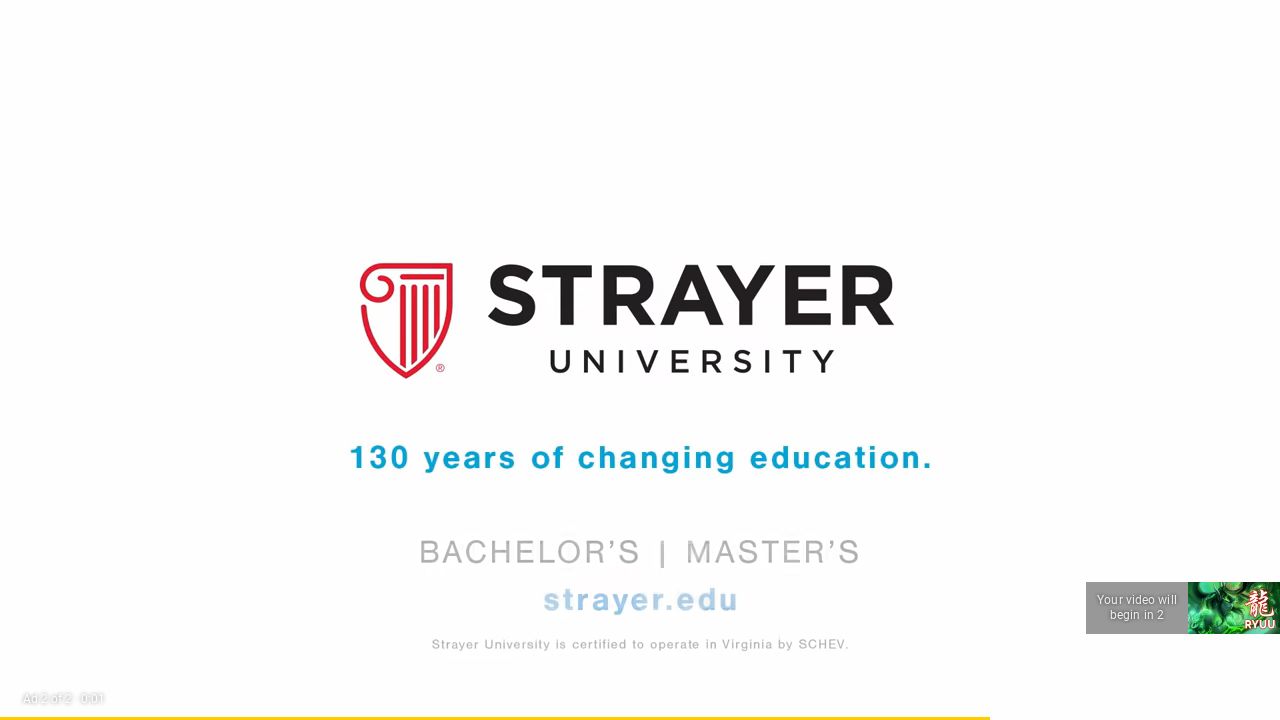 STRAYER
UNIVERSITY
®
130 years of changing education.
BACHELOR’S | MASTER’S
strayer.edu
Strayer University is certified to operate in Virginia by SCHEV.
Your video will
begin in 2
龍
RYUU
Ad 2 of 2 · 0:01